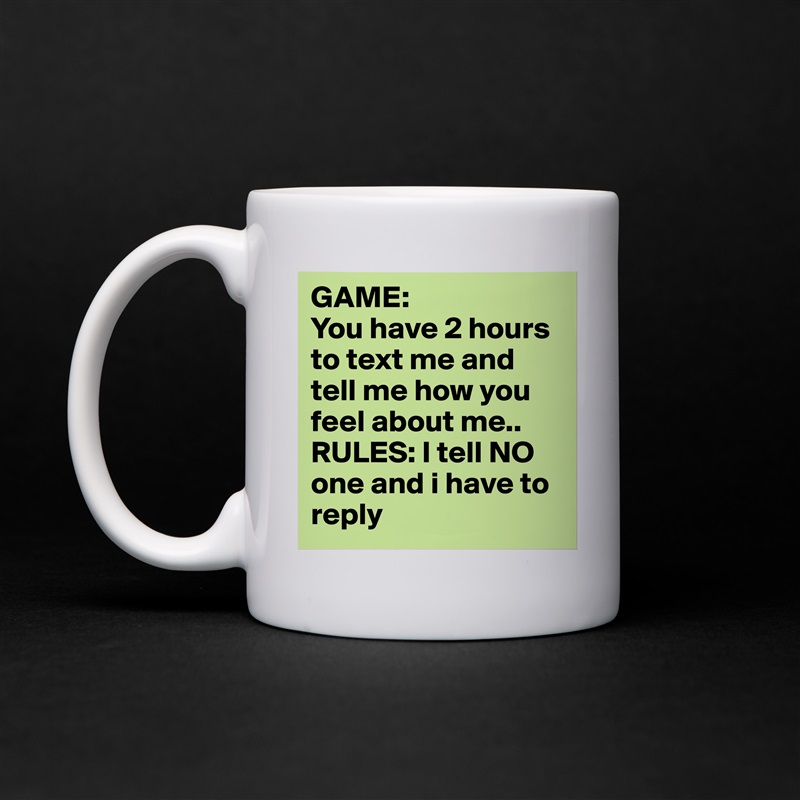 GAME:
You have 2 hours
to text me and
tell me how you
feel about me..
RULES: I tell NO
one and i have to
reply